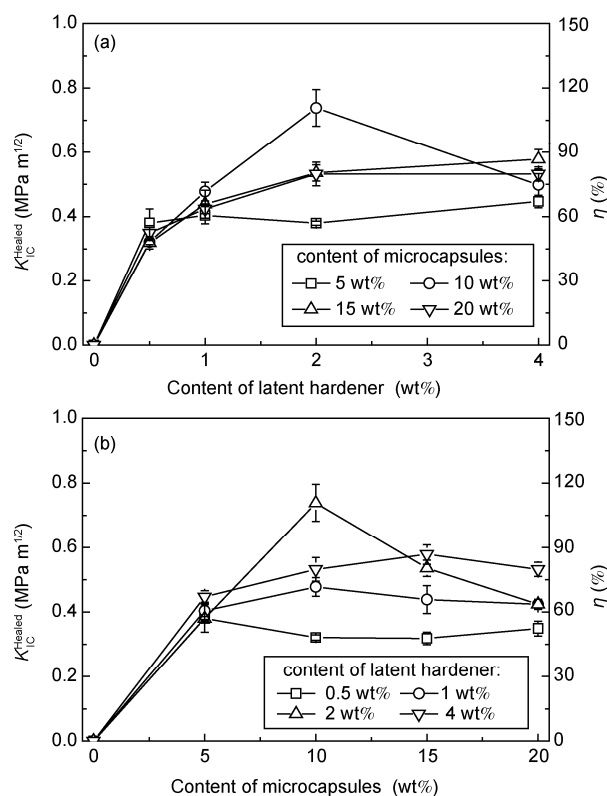 (a)
1.0
0.8
0.6
0.4
0.2
0.0
K_IC^Healed (MPa m^1/2)
150
120
90
60
30
0
η (%)
content of microcapsules:
5 wt% 10 wt%
15 wt% 20 wt%
0 1 2 3 4
Content of latent hardener (wt%)
(b)
1.0
0.8
0.6
0.4
0.2
0.0
K_IC^Healed (MPa m^1/2)
150
120
90
60
30
0
η (%)
content of latent hardener:
0.5 wt% 1 wt%
2 wt% 4 wt%
0 5 10 15 20
Content of microcapsules (wt%)